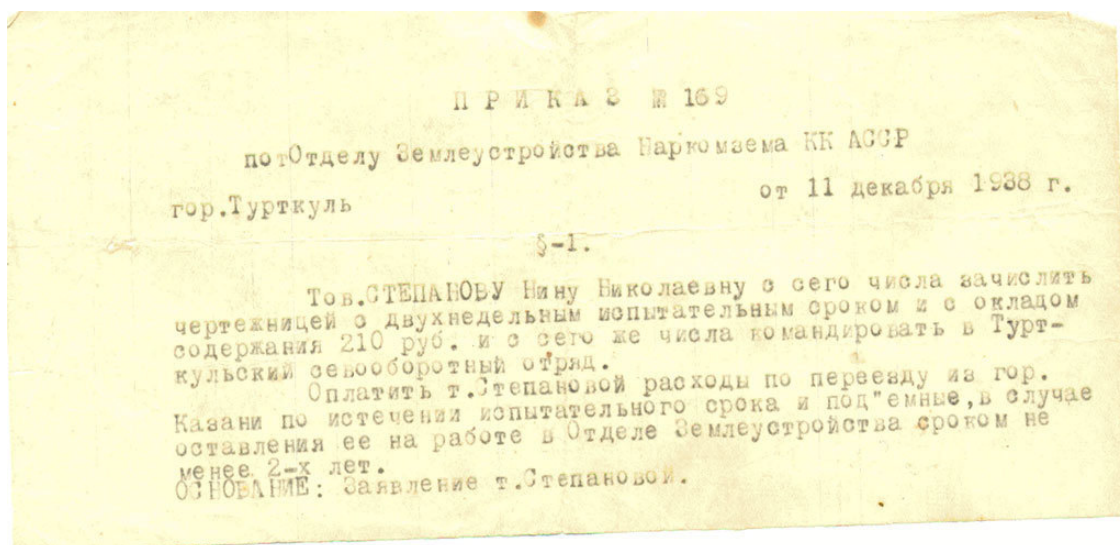 П Р И К А З № 169
потОтделу Землеустройства Наркомзема КК АССР
гор.Турткуль от 11 декабря 1938 г.
§-1.
Тов.СТЕПАНОВУ Нину Николаевну с сего числа зачислить
чертежницей с двухнедельным испытательным сроком и с окладом
содержания 210 руб. и с сего же числа командировать в Турт-
кульский севооборотный отряд.
Оплатить т.Степановой расходы по переезду из гор.
Казани по истечении испытательного срока и под"емные,в случае
оставления ее на работе в Отделе Землеустройства сроком не
менее 2-х лет.
ОСНОВАНИЕ: Заявление т.Степановой.